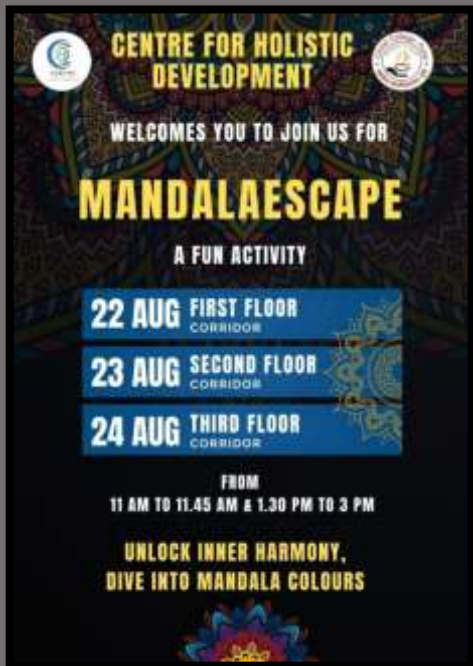 CENTRE FOR HOLISTIC
DEVELOPMENT
WELCOMES YOU TO JOIN US FOR
MANDALAESCAPE
A FUN ACTIVITY
22 AUG FIRST FLOOR
CORRIDOR
23 AUG SECOND FLOOR
CORRIDOR
24 AUG THIRD FLOOR
CORRIDOR
FROM
11 AM TO 11.45 AM & 1.30 PM TO 3 PM
UNLOCK INNER HARMONY,
DIVE INTO MANDALA COLOURS